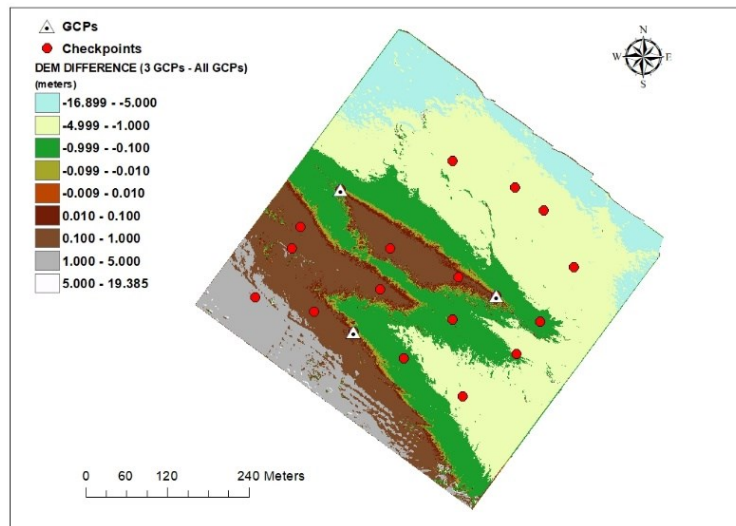 GCPs
Checkpoints
DEM DIFFERENCE (3 GCPs - All GCPs)
(meters)
-16.899 - -5.000
-4.999 - -1.000
-0.999 - -0.100
-0.099 - -0.010
-0.009 - 0.010
0.010 - 0.100
0.100 - 1.000
1.000 - 5.000
5.000 - 19.385
N
W E
S
0 60 120 240 Meters